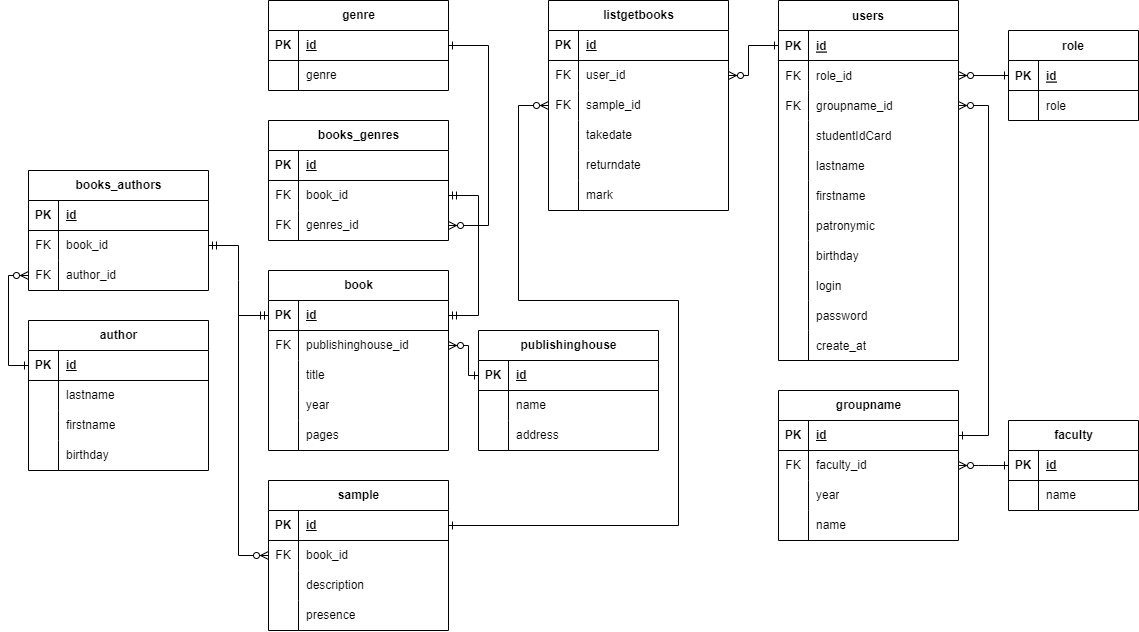 genre
PK id
genre
books_genres
PK id
FK book_id
FK genres_id
books_authors
PK id
FK book_id
FK author_id
author
PK id
lastname
firstname
birthday
book
PK id
FK publishinghouse_id
title
year
pages
publishinghouse
PK id
name
address
sample
PK id
FK book_id
description
presence
listgetbooks
PK id
FK user_id
FK sample_id
takedate
returndate
mark
users
PK id
FK role_id
FK groupname_id
studentIdCard
lastname
firstname
patronymic
birthday
login
password
create_at
role
PK id
role
groupname
PK id
FK faculty_id
year
name
faculty
PK id
name